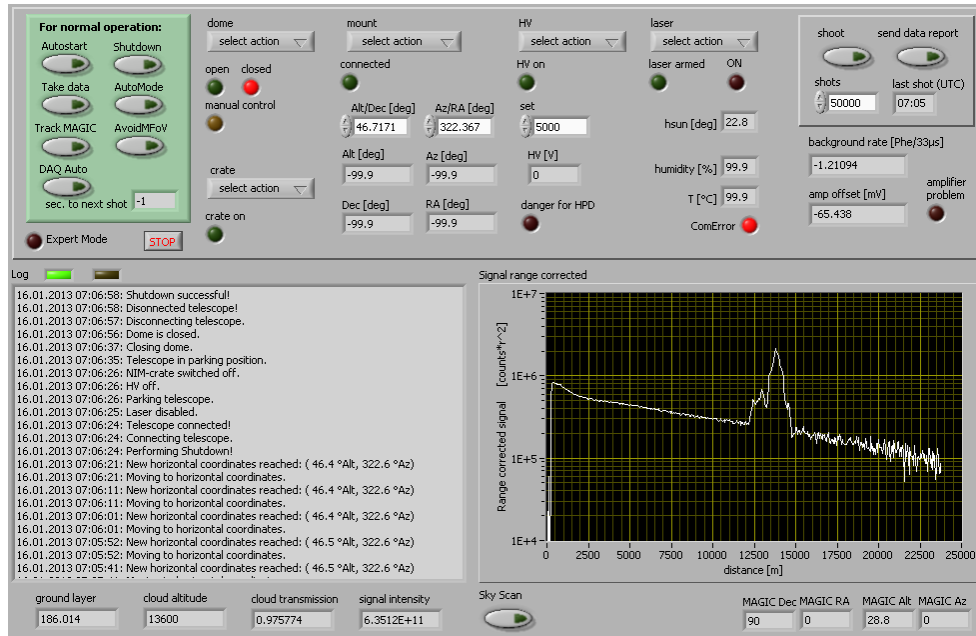 For normal operation:
Autostart
Shutdown
Take data
AutoMode
Track MAGIC
AvoidMFoV
DAQ Auto
sec. to next shot -1
Expert Mode
STOP
dome
select action
open closed
manual control
crate
select action
crate on
mount
select action
connected
Alt/Dec [deg] Az/RA [deg]
46.7171 322.367
Alt [deg] Az [deg]
-99.9 -99.9
Dec [deg] RA [deg]
-99.9 -99.9
HV
select action
HV on
set
5000
HV [V]
0
danger for HPD
laser
select action
laser armed ON
hsun [deg] 22.8
humidity [%] 99.9
T [°C] 99.9
ComError
shoot send data report
shots last shot (UTC)
50000 07:05
background rate [Phe/33µs]
-1.21094
amp offset [mV]
-65.438
amplifier
problem
Log
16.01.2013 07:06:58: Shutdown successful!
16.01.2013 07:06:58: Disonnected telescope!
16.01.2013 07:06:57: Disconnecting telescope.
16.01.2013 07:06:56: Dome is closed.
16.01.2013 07:06:37: Closing dome.
16.01.2013 07:06:35: Telescope in parking position.
16.01.2013 07:06:26: NIM-crate switched off.
16.01.2013 07:06:26: HV off.
16.01.2013 07:06:26: Parking telescope.
16.01.2013 07:06:25: Laser disabled.
16.01.2013 07:06:24: Telescope connected!
16.01.2013 07:06:24: Connecting telescope.
16.01.2013 07:06:24: Performing Shutdown!
16.01.2013 07:06:21: New horizontal coordinates reached: ( 46.4 °Alt, 322.6 °Az)
16.01.2013 07:06:21: Moving to horizontal coordinates.
16.01.2013 07:06:11: New horizontal coordinates reached: ( 46.4 °Alt, 322.6 °Az)
16.01.2013 07:06:11: Moving to horizontal coordinates.
16.01.2013 07:06:01: New horizontal coordinates reached: ( 46.4 °Alt, 322.6 °Az)
16.01.2013 07:06:01: Moving to horizontal coordinates.
16.01.2013 07:05:52: New horizontal coordinates reached: ( 46.5 °Alt, 322.6 °Az)
16.01.2013 07:05:52: Moving to horizontal coordinates.
16.01.2013 07:05:41: New horizontal coordinates reached: ( 46.5 °Alt, 322.6 °Az)
Signal range corrected
Range corrected signal [counts*r^2]
1E+7
1E+6
1E+5
1E+4
0 2500 5000 7500 10000 12500 15000 17500 20000 22500 25000
distance [m]
ground layer cloud altitude cloud transmission signal intensity
186.014 13600 0.975774 6.3512E+11
Sky Scan
MAGIC Dec MAGIC RA MAGIC Alt MAGIC Az
90 0 28.8 0